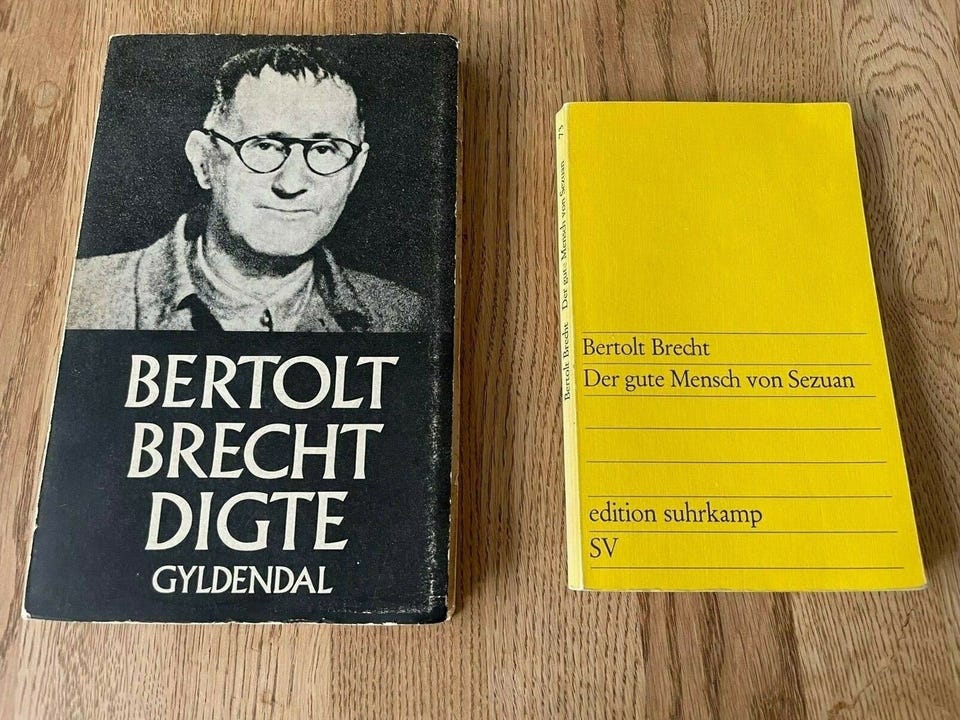 BERTOLT
BRECHT
DIGTE
GYLDENDAL
Bertolt Brecht Der gute Mensch von Sezuan 73
Bertolt Brecht
Der gute Mensch von Sezuan
edition suhrkamp
SV